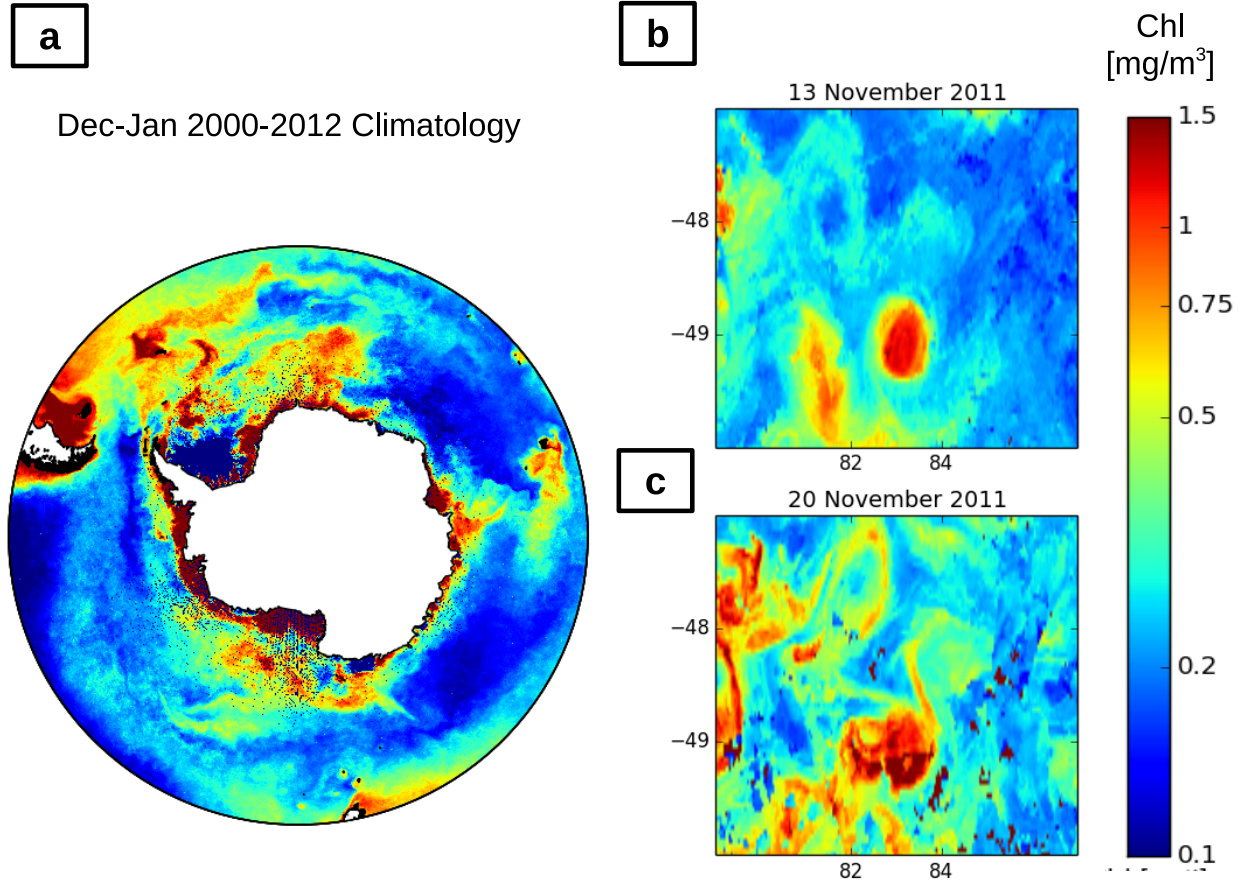 a
Dec-Jan 2000-2012 Climatology
b
13 November 2011
−48
−49
82 84
c
20 November 2011
−48
−49
82 84
Chl
[mg/m³]
1.5
1
0.75
0.5
0.2
0.1